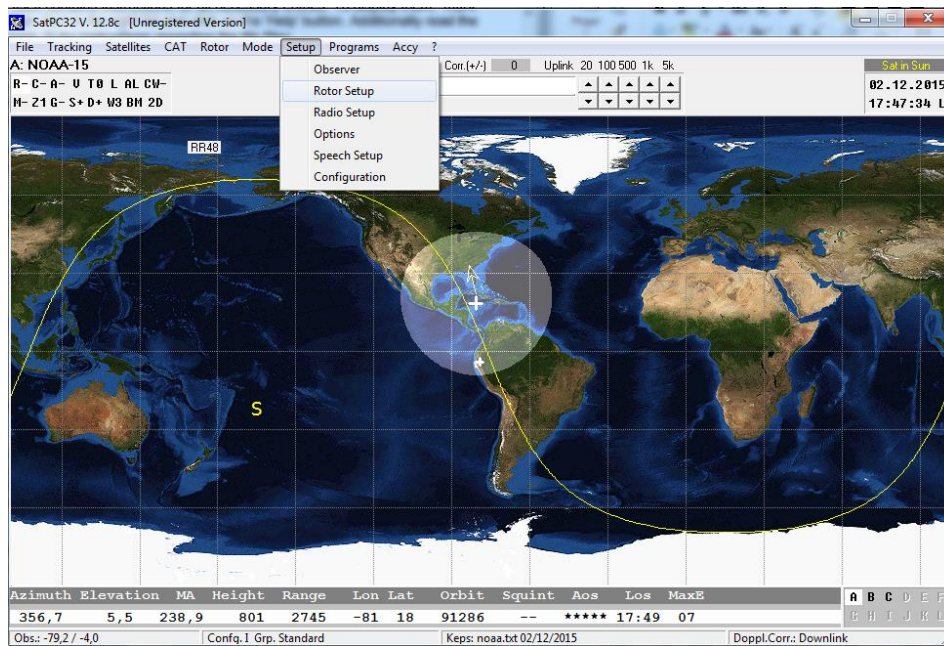 SatPC32 V. 12.8c [Unregistered Version]
File Tracking Satellites CAT Rotor Mode Setup Programs Accy ?
A: NOAA-15
Corr.(+/-) 0 Uplink 20 100 500 1k 5k
Sat in Sun
R- C- A- V T0 L AL CW-
M- Z1 G- S+ D+ W3 BM 2D
02.12.2015
17:47:34 L
Observer
Rotor Setup
Radio Setup
Options
Speech Setup
Configuration
RR48
S
Azimuth Elevation MA Height Range Lon Lat Orbit Squint Aos Los MaxE
356,7 5,5 238,9 801 2745 -81 18 91286 -- ***** 17:49 07
A B C D E F
G H I J K L
Obs.: -79,2 / -4,0 Confq. I Grp. Standard Keps: noaa.txt 02/12/2015 Doppl.Corr.: Downlink